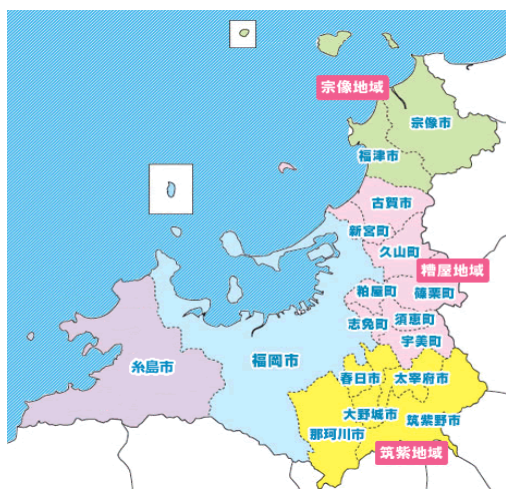 宗像地域
宗像市
福津市
古賀市
新宮町
久山町
糟屋地域
粕屋町
篠栗町
志免町
須恵町
宇美町
糸島市
福岡市
春日市
太宰府市
大野城市
筑紫野市
那珂川市
筑紫地域